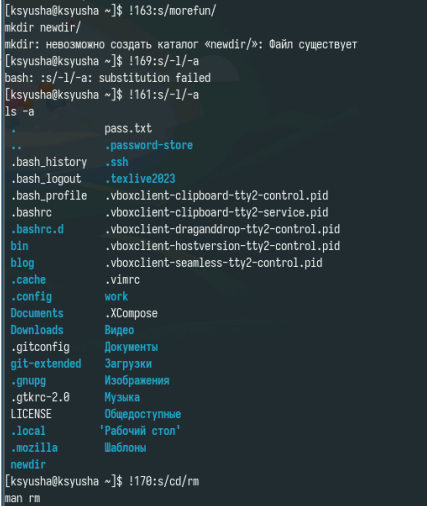 [ksyusha@ksyusha ~]$ !163:s/morefun/
mkdir newdir/
mkdir: невозможно создать каталог «newdir/»: Файл существует
[ksyusha@ksyusha ~]$ !169:s/-l/-a
bash: :s/-l/-a: substitution failed
[ksyusha@ksyusha ~]$ !161:s/-l/-a
ls -a
. pass.txt
.. .password-store
.bash_history .ssh
.bash_logout .texlive2023
.bash_profile .vboxclient-clipboard-tty2-control.pid
.bashrc .vboxclient-clipboard-tty2-service.pid
.bashrc.d .vboxclient-draganddrop-tty2-control.pid
bin .vboxclient-hostversion-tty2-control.pid
blog .vboxclient-seamless-tty2-control.pid
.cache .vimrc
.config work
Documents .XCompose
Downloads Видео
.gitconfig Документы
git-extended Загрузки
.gnupg Изображения
.gtkrc-2.0 Музыка
LICENSE Общедоступные
.local 'Рабочий стол'
.mozilla Шаблоны
newdir
[ksyusha@ksyusha ~]$ !170:s/cd/rm
man rm